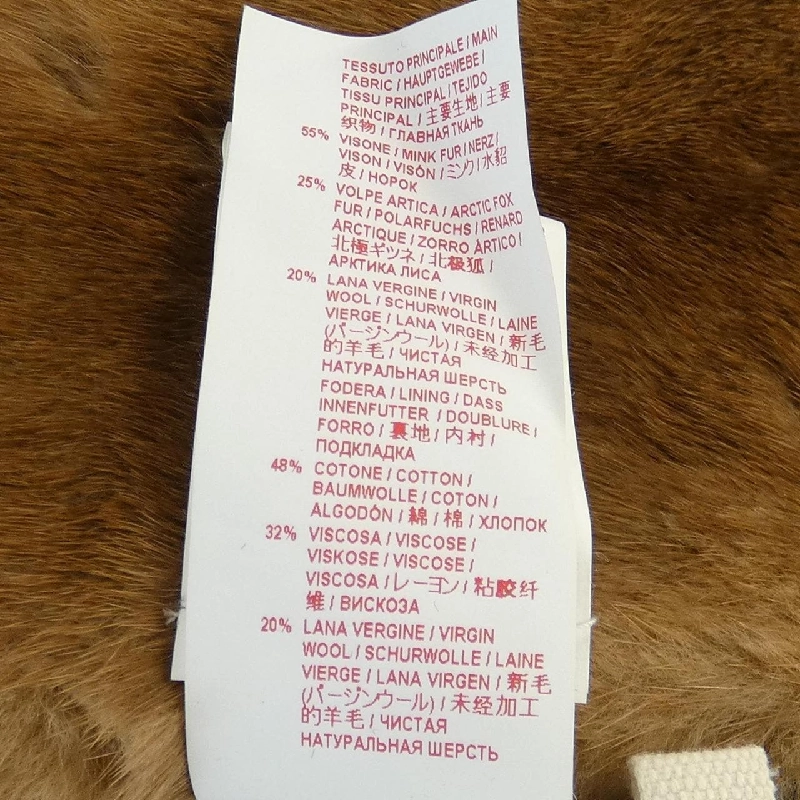 TESSUTO PRINCIPALE / MAIN
FABRIC / HAUPTGEWEBE /
TISSU PRINCIPAL / TEJIDO
PRINCIPAL / 主要生地 / 主要
织物 / ГЛАВНАЯ ТКАНЬ
55% VISONE / MINK FUR / NERZ /
VISON / VISÓN / ミンク / 水貂
皮 / НОРОК
25% VOLPE ARTICA / ARCTIC FOX
FUR / POLARFUCHS / RENARD
ARCTIQUE / ZORRO ÁRTICO /
北極ギツネ / 北极狐 /
АРКТИКА ЛИСА
20% LANA VERGINE / VIRGIN
WOOL / SCHURWOLLE / LAINE
VIERGE / LANA VIRGEN / 新毛
(バージンウール) / 未经加工
的羊毛 / ЧИСТАЯ
НАТУРАЛЬНАЯ ШЕРСТЬ
FODERA / LINING / DASS
INNENFUTTER / DOUBLURE /
FORRO / 裏地 / 内衬 /
ПОДКЛАДКА
48% COTONE / COTTON /
BAUMWOLLE / COTON /
ALGODÓN / 綿 / 棉 / ХЛОПОК
32% VISCOSA / VISCOSE /
VISKOSE / VISCOSE /
VISCOSA / レーヨン / 粘胶纤
维 / ВИСКОЗА
20% LANA VERGINE / VIRGIN
WOOL / SCHURWOLLE / LAINE
VIERGE / LANA VIRGEN / 新毛
(バージンウール) / 未经加工
的羊毛 / ЧИСТАЯ
НАТУРАЛЬНАЯ ШЕРСТЬ